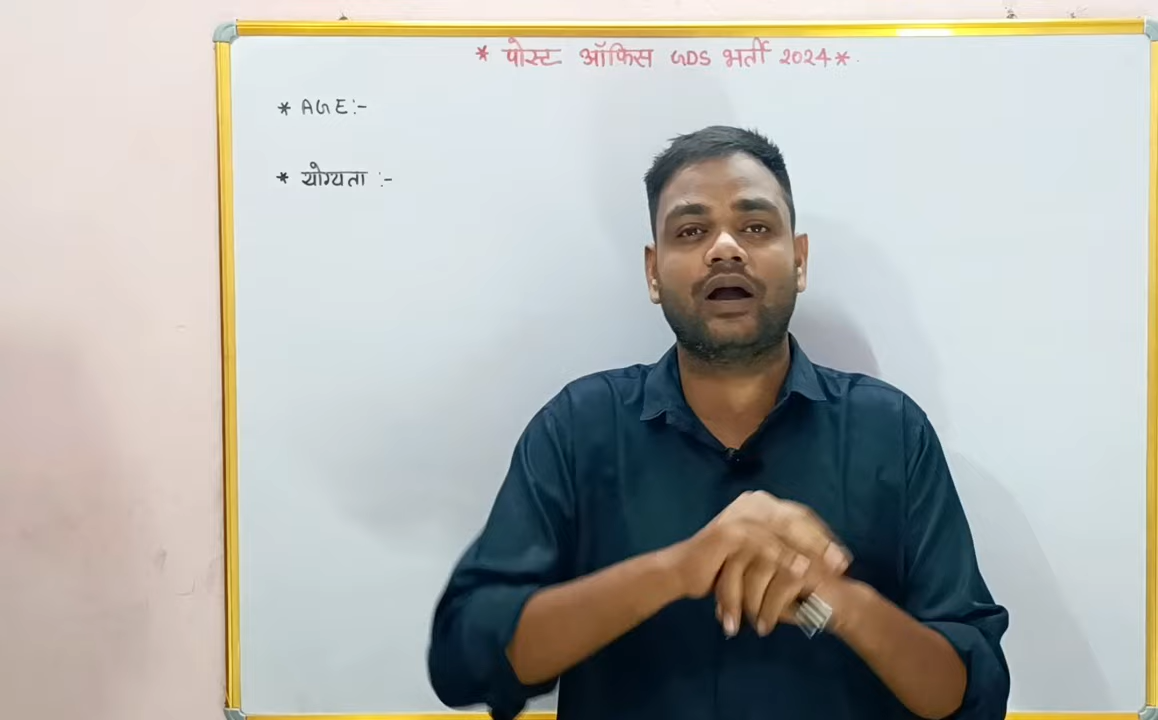 * पोस्ट ऑफिस GDS भर्ती 2024 *
* AGE:-
* योग्यता :-